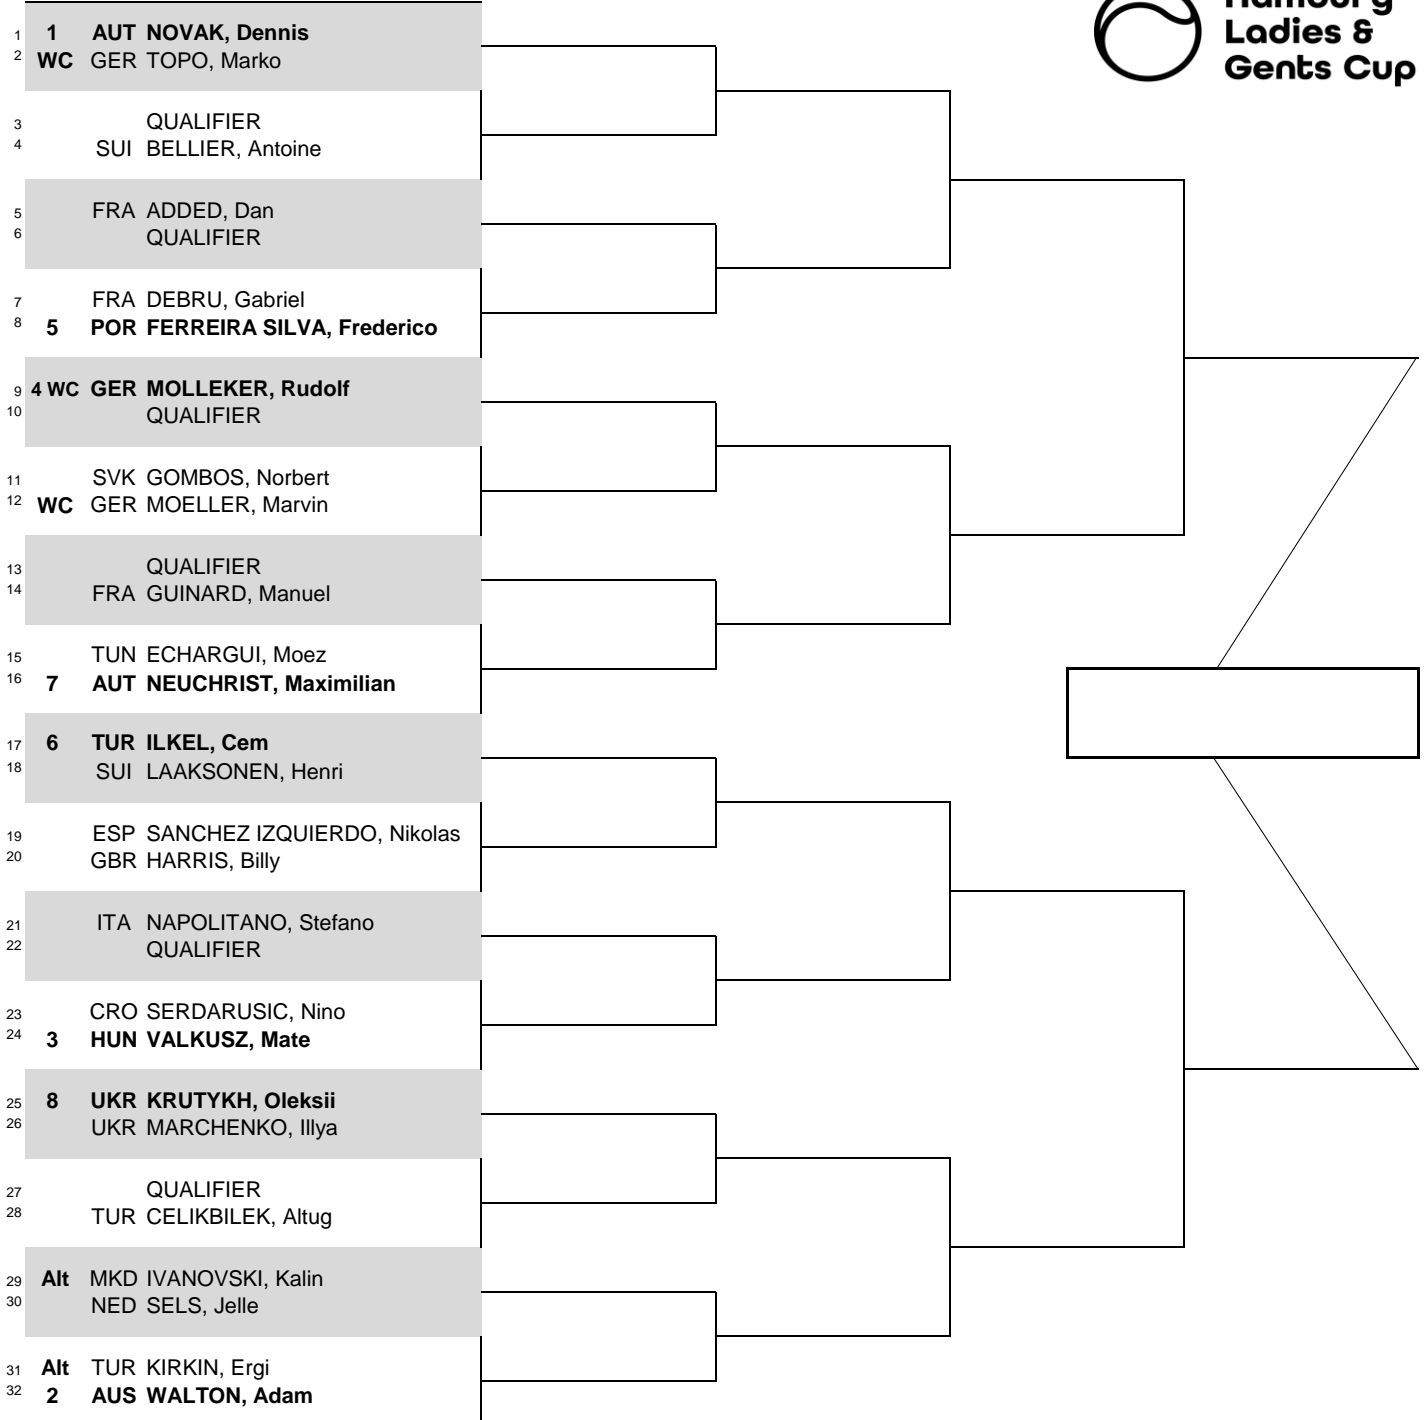 Hamburg
Ladies &
Gents Cup
1 1 AUT NOVAK, Dennis
2 WC GER TOPO, Marko
3 QUALIFIER
4 SUI BELLIER, Antoine
5 FRA ADDED, Dan
6 QUALIFIER
7 FRA DEBRU, Gabriel
8 5 POR FERREIRA SILVA, Frederico
9 4 WC GER MOLLEKER, Rudolf
10 QUALIFIER
11 SVK GOMBOS, Norbert
12 WC GER MOELLER, Marvin
13 QUALIFIER
14 FRA GUINARD, Manuel
15 TUN ECHARGUI, Moez
16 7 AUT NEUCHRIST, Maximilian
17 6 TUR ILKEL, Cem
18 SUI LAAKSONEN, Henri
19 ESP SANCHEZ IZQUIERDO, Nikolas
20 GBR HARRIS, Billy
21 ITA NAPOLITANO, Stefano
22 QUALIFIER
23 CRO SERDARUSIC, Nino
24 3 HUN VALKUSZ, Mate
25 8 UKR KRUTYKH, Oleksii
26 UKR MARCHENKO, Illya
27 QUALIFIER
28 TUR CELIKBILEK, Altug
29 Alt MKD IVANOVSKI, Kalin
30 NED SELS, Jelle
31 Alt TUR KIRKIN, Ergi
32 2 AUS WALTON, Adam